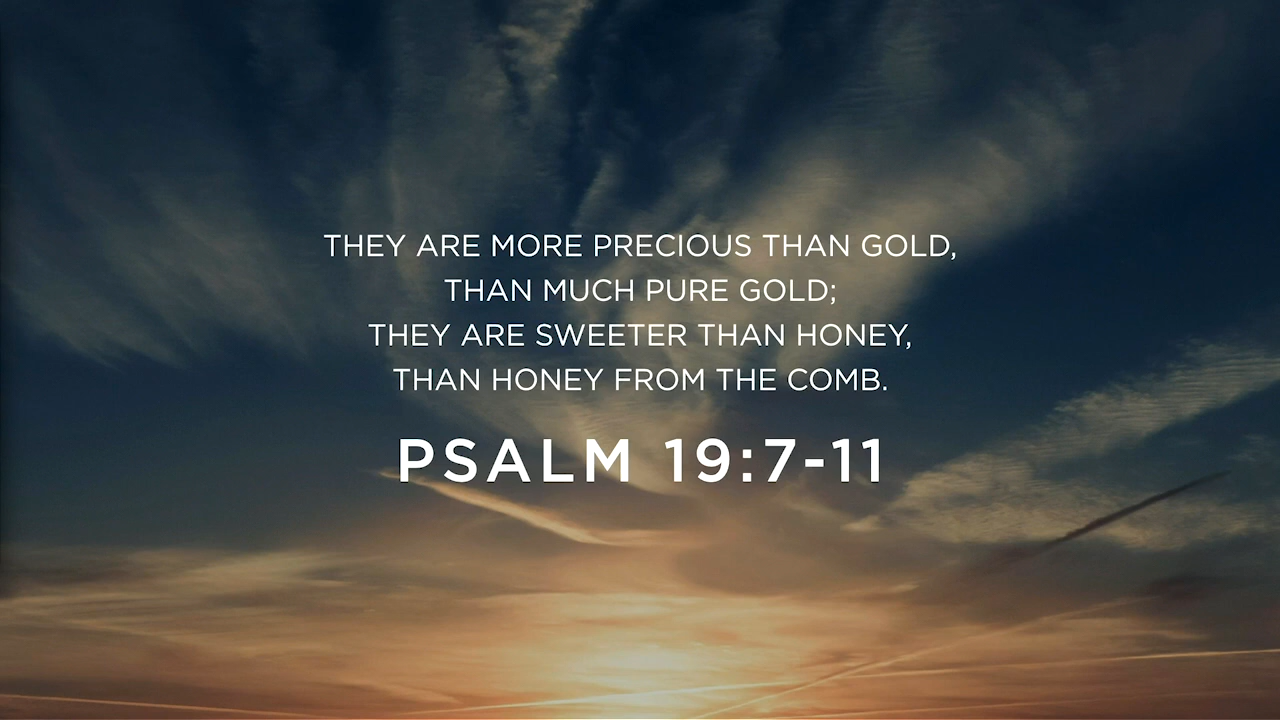 THEY ARE MORE PRECIOUS THAN GOLD,
THAN MUCH PURE GOLD;
THEY ARE SWEETER THAN HONEY,
THAN HONEY FROM THE COMB.
PSALM 19:7-11